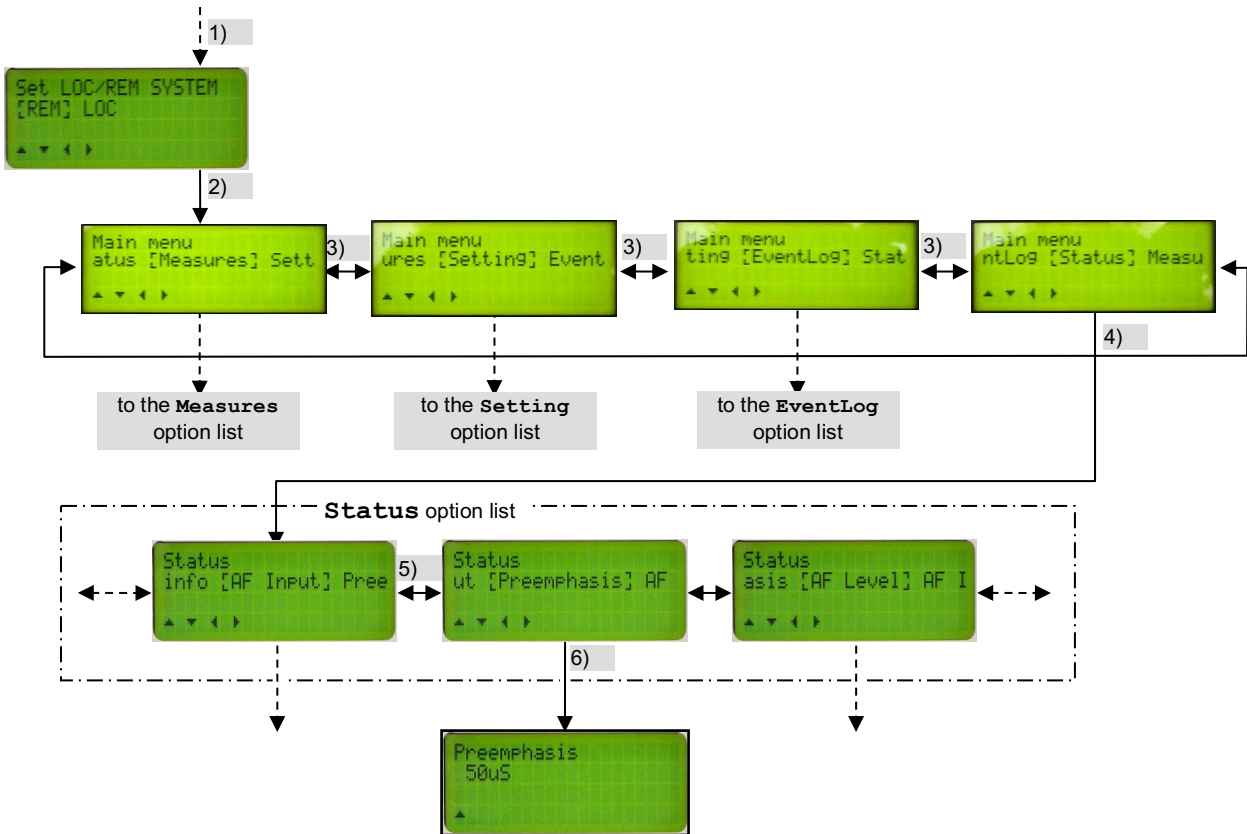 1)
Set LOC/REM SYSTEM
[REM] LOC
2)
Main menu
atus [Measures] Sett
3)
Main menu
ures [Setting] Event
3)
Main menu
ting [EventLog] Stat
3)
Main menu
ntLog [Status] Measu
4)
to the Measures
option list
to the Setting
option list
to the EventLog
option list
Status option list
Status
info [AF Input] Pree
5)
Status
ut [Preemphasis] AF
Status
asis [AF Level] AF I
6)
Preemphasis
50uS